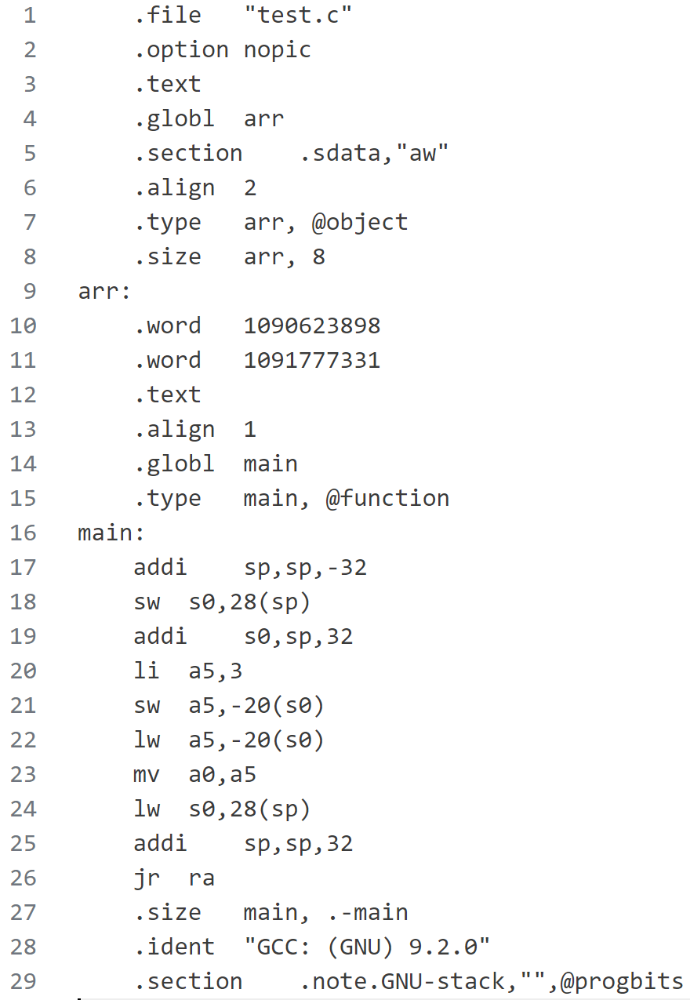 1 .file "test.c"
2 .option nopic
3 .text
4 .globl arr
5 .section .sdata,"aw"
6 .align 2
7 .type arr, @object
8 .size arr, 8
9 arr:
10 .word 1090623898
11 .word 1091777331
12 .text
13 .align 1
14 .globl main
15 .type main, @function
16 main:
17 addi sp,sp,-32
18 sw s0,28(sp)
19 addi s0,sp,32
20 li a5,3
21 sw a5,-20(s0)
22 lw a5,-20(s0)
23 mv a0,a5
24 lw s0,28(sp)
25 addi sp,sp,32
26 jr ra
27 .size main, .-main
28 .ident "GCC: (GNU) 9.2.0"
29 .section .note.GNU-stack,"",@progbits